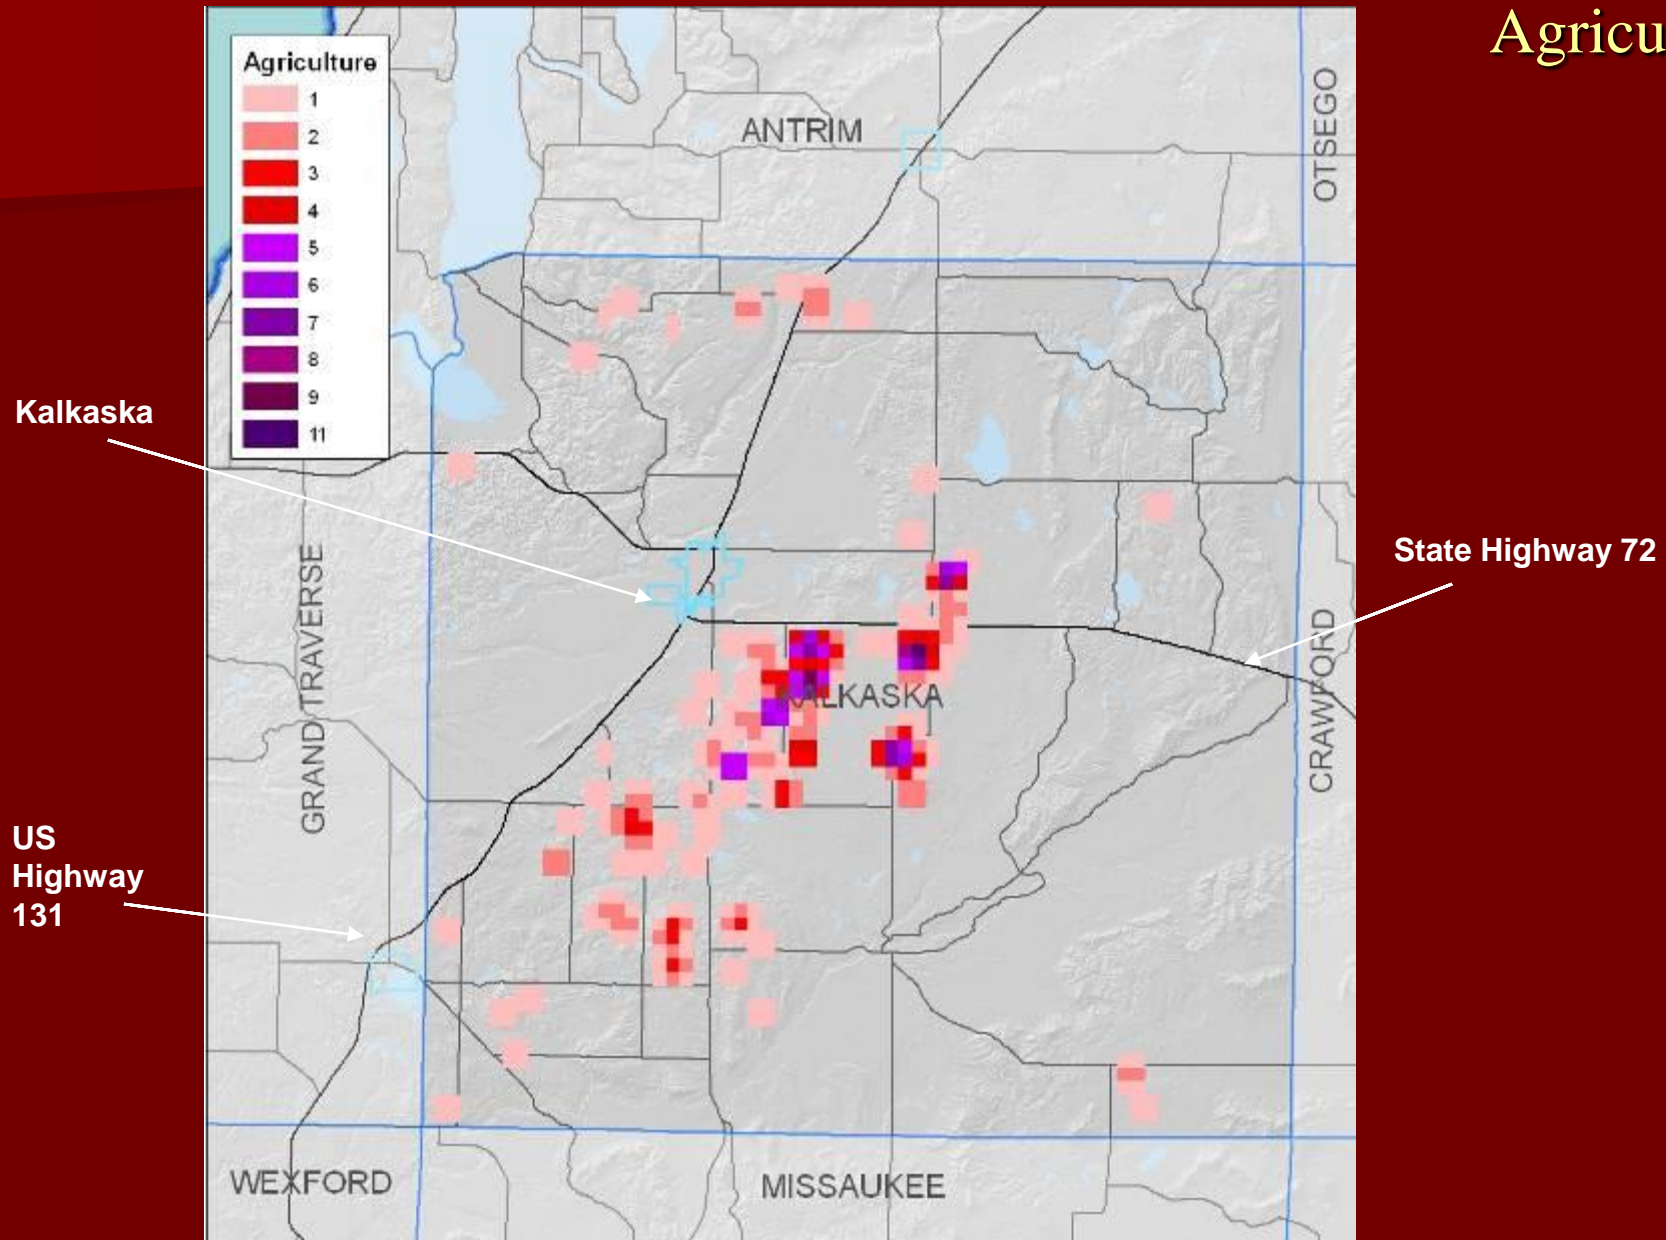 Agricu
Agriculture
1
2
3
4
5
6
7
8
9
11
ANTRIM
OTSEGO
Kalkaska
State Highway 72
GRAND TRAVERSE
KALKASKA
CRAWFORD
US
Highway
131
WEXFORD
MISSAUKEE